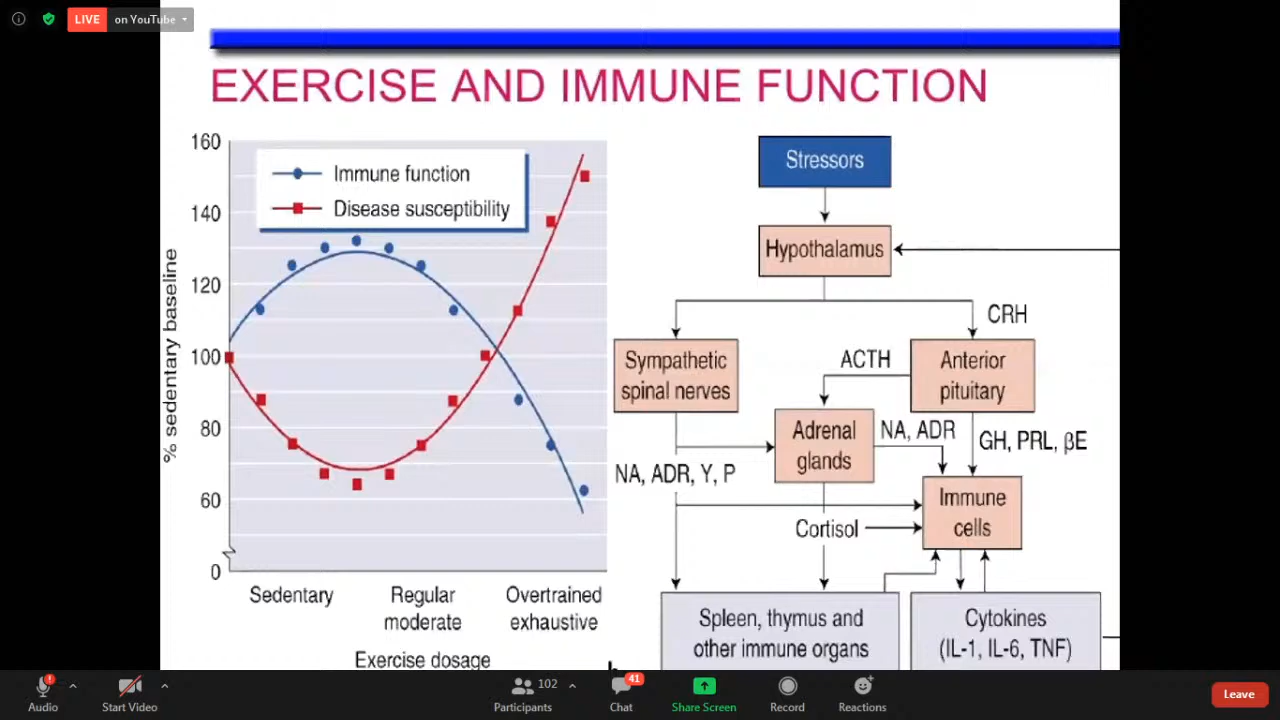 LIVE on YouTube
EXERCISE AND IMMUNE FUNCTION
160
140
120
100
80
60
0
% sedentary baseline
Immune function
Disease susceptibility
Sedentary
Regular
moderate
Overtrained
exhaustive
Exercise dosage
Stressors
Hypothalamus
CRH
Sympathetic
spinal nerves
ACTH
Anterior
pituitary
Adrenal
glands
NA, ADR
GH, PRL, βE
NA, ADR, Y, P
Immune
cells
Cortisol
Spleen, thymus and
other immune organs
Cytokines
(IL-1, IL-6, TNF)
!
Audio
Start Video
102
Participants
41
Chat
Share Screen
Record
Reactions
Leave